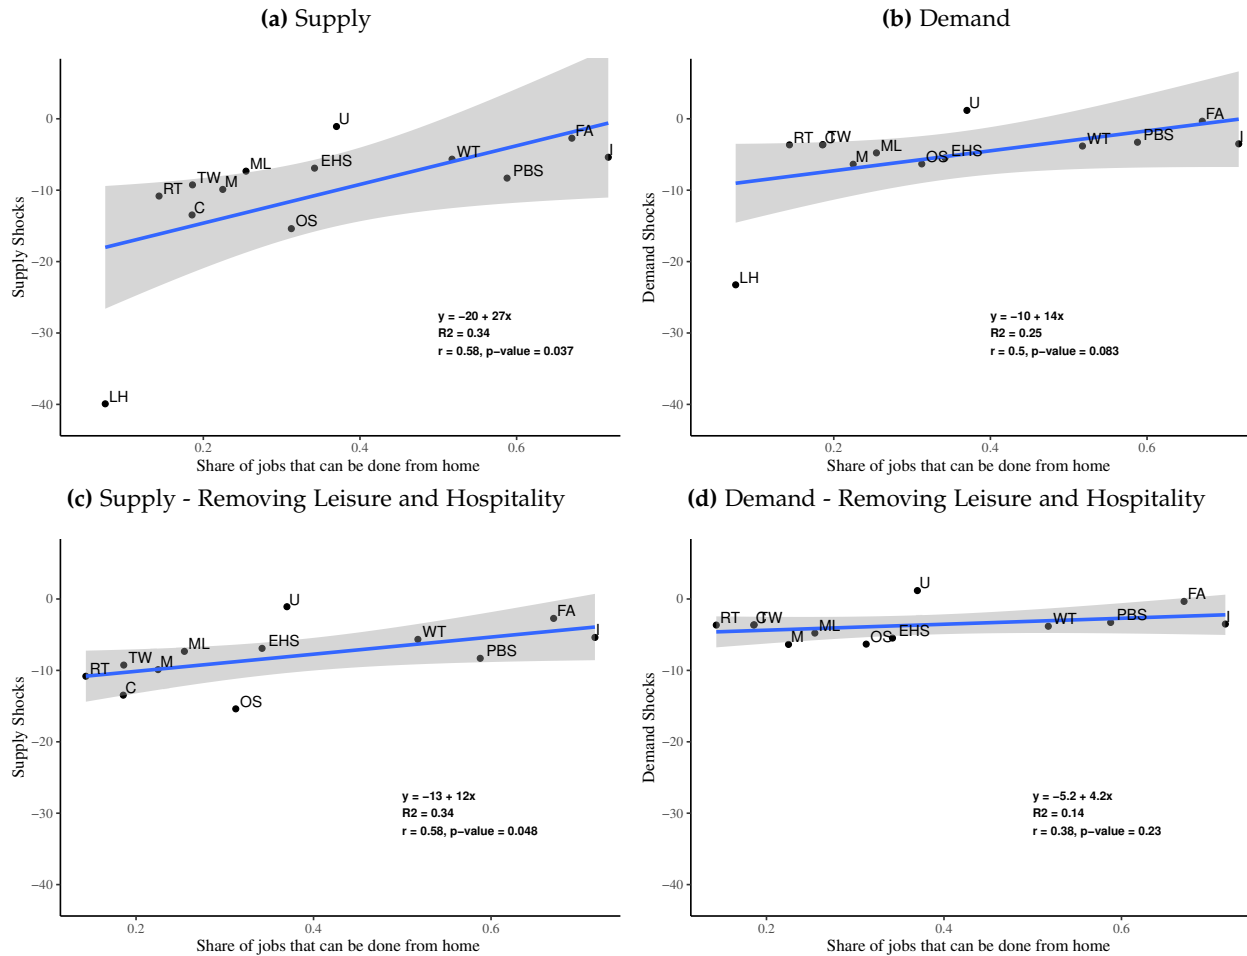 (a) Supply
0
−10
−20
−30
−40
Supply Shocks
U
FA
I
WT
EHS
ML
PBS
TW
M
RT
C
OS
LH
y = −20 + 27x
R2 = 0.34
r = 0.58, p−value = 0.037
0.2 0.4 0.6
Share of jobs that can be done from home
(b) Demand
0
−10
−20
−30
−40
Demand Shocks
U
FA
RT
C
TW
PBS
I
WT
ML
EHS
M
OS
LH
y = −10 + 14x
R2 = 0.25
r = 0.5, p−value = 0.083
0.2 0.4 0.6
Share of jobs that can be done from home
(c) Supply - Removing Leisure and Hospitality
0
−10
−20
−30
−40
Supply Shocks
U
FA
I
WT
ML
EHS
PBS
TW
M
RT
C
OS
y = −13 + 12x
R2 = 0.34
r = 0.58, p−value = 0.048
0.2 0.4 0.6
Share of jobs that can be done from home
(d) Demand - Removing Leisure and Hospitality
0
−10
−20
−30
−40
Demand Shocks
U
FA
RT
C
TW
PBS
I
WT
ML
EHS
M
OS
y = −5.2 + 4.2x
R2 = 0.14
r = 0.38, p−value = 0.23
0.2 0.4 0.6
Share of jobs that can be done from home